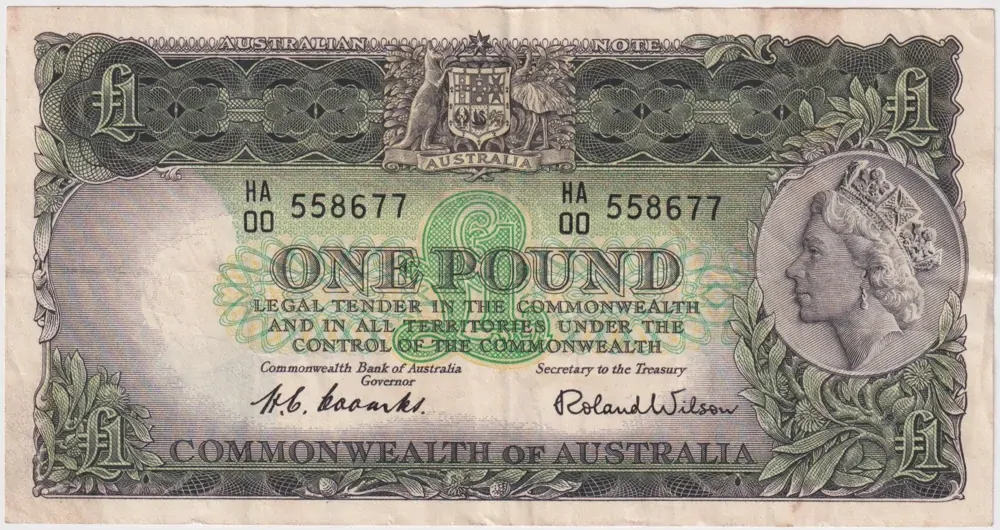 AUSTRALIAN NOTE
£1 £1
AUSTRALIA
HA 00 558677 HA 00 558677
£1
ONE POUND
LEGAL TENDER IN THE COMMONWEALTH
AND IN ALL TERRITORIES UNDER THE
CONTROL OF THE COMMONWEALTH
Commonwealth Bank of Australia Secretary to the Treasury
Governor
H.C. Coombs. Roland Wilson
£1 £1
COMMONWEALTH OF AUSTRALIA